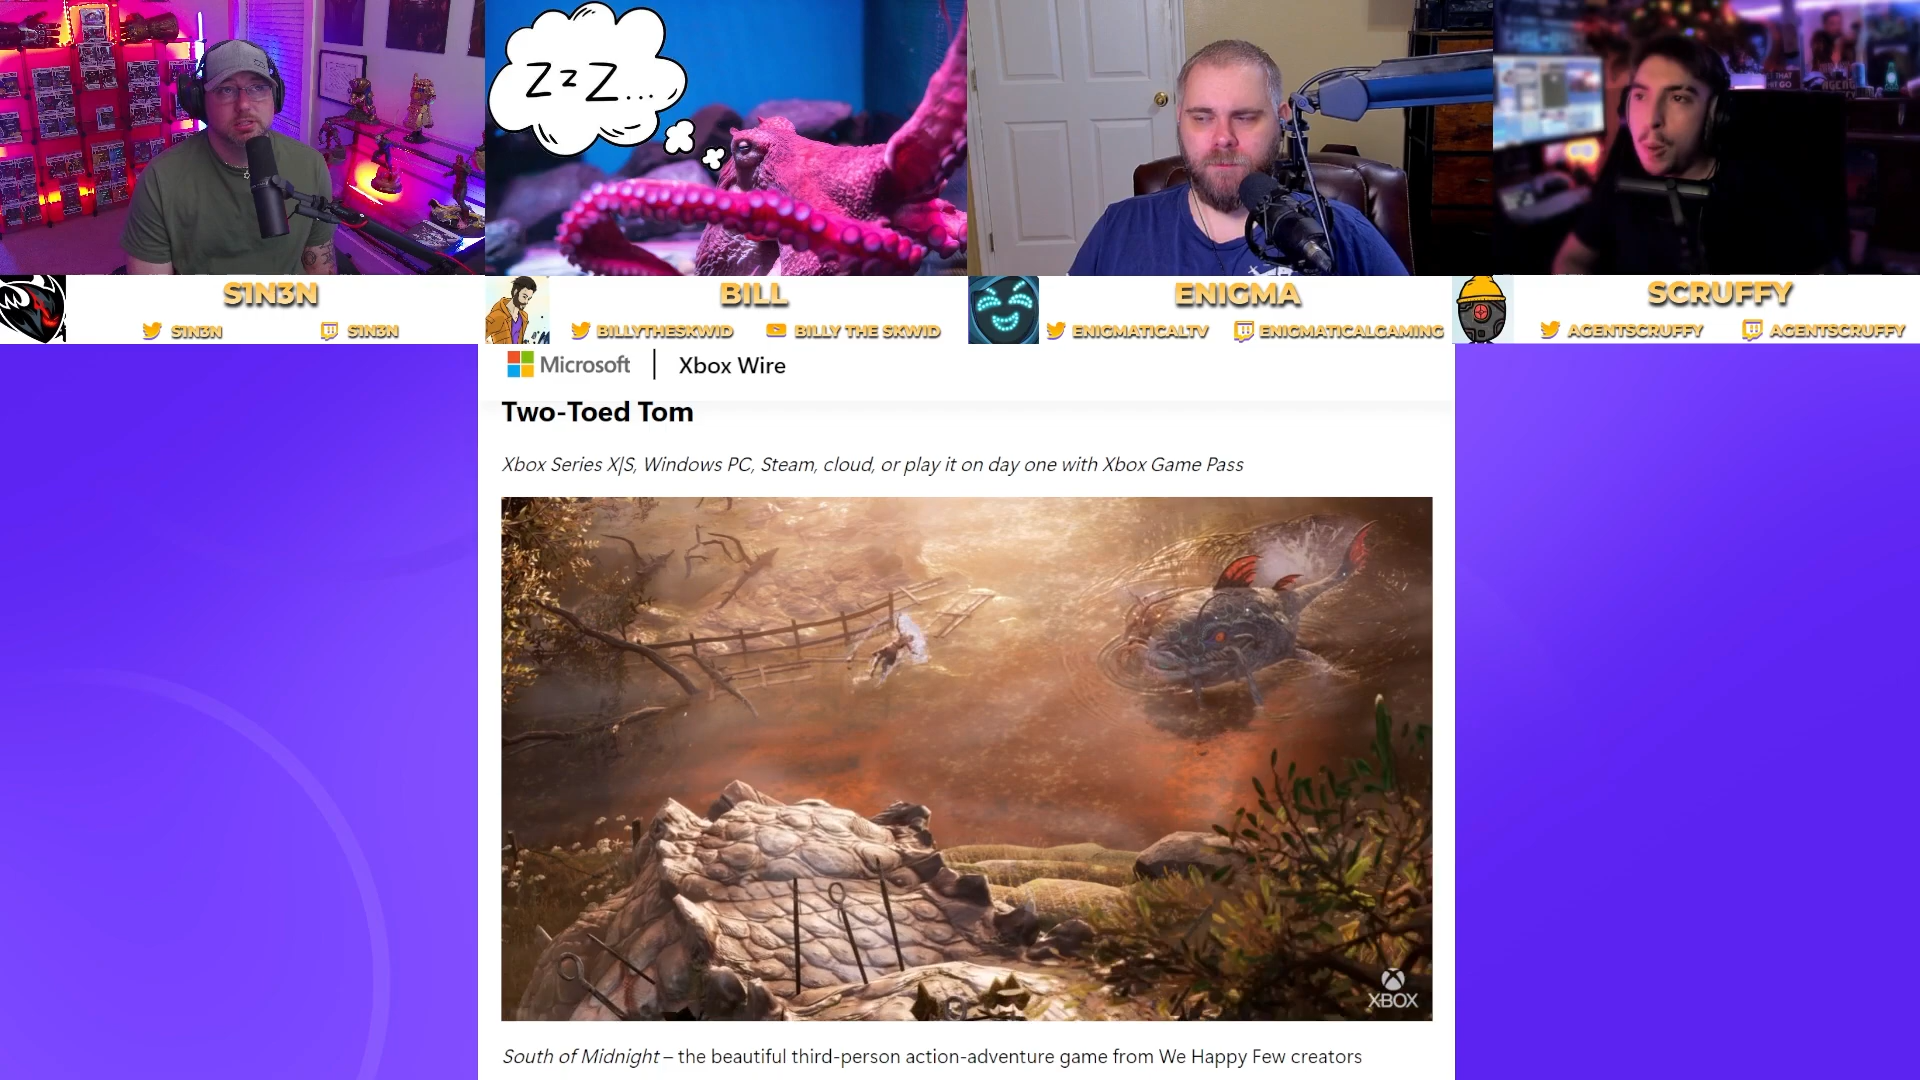 ZzZ...
S1N3N
S1N3N
S1N3N
BILL
BILLYTHESKWID
BILLY THE SKWID
ENIGMA
ENIGMATICALTV
ENIGMATICALGAMING
SCRUFFY
AGENTSCRUFFY
AGENTSCRUFFY
Microsoft | Xbox Wire
Two-Toed Tom
Xbox Series X|S, Windows PC, Steam, cloud, or play it on day one with Xbox Game Pass
XBOX
South of Midnight – the beautiful third-person action-adventure game from We Happy Few creators